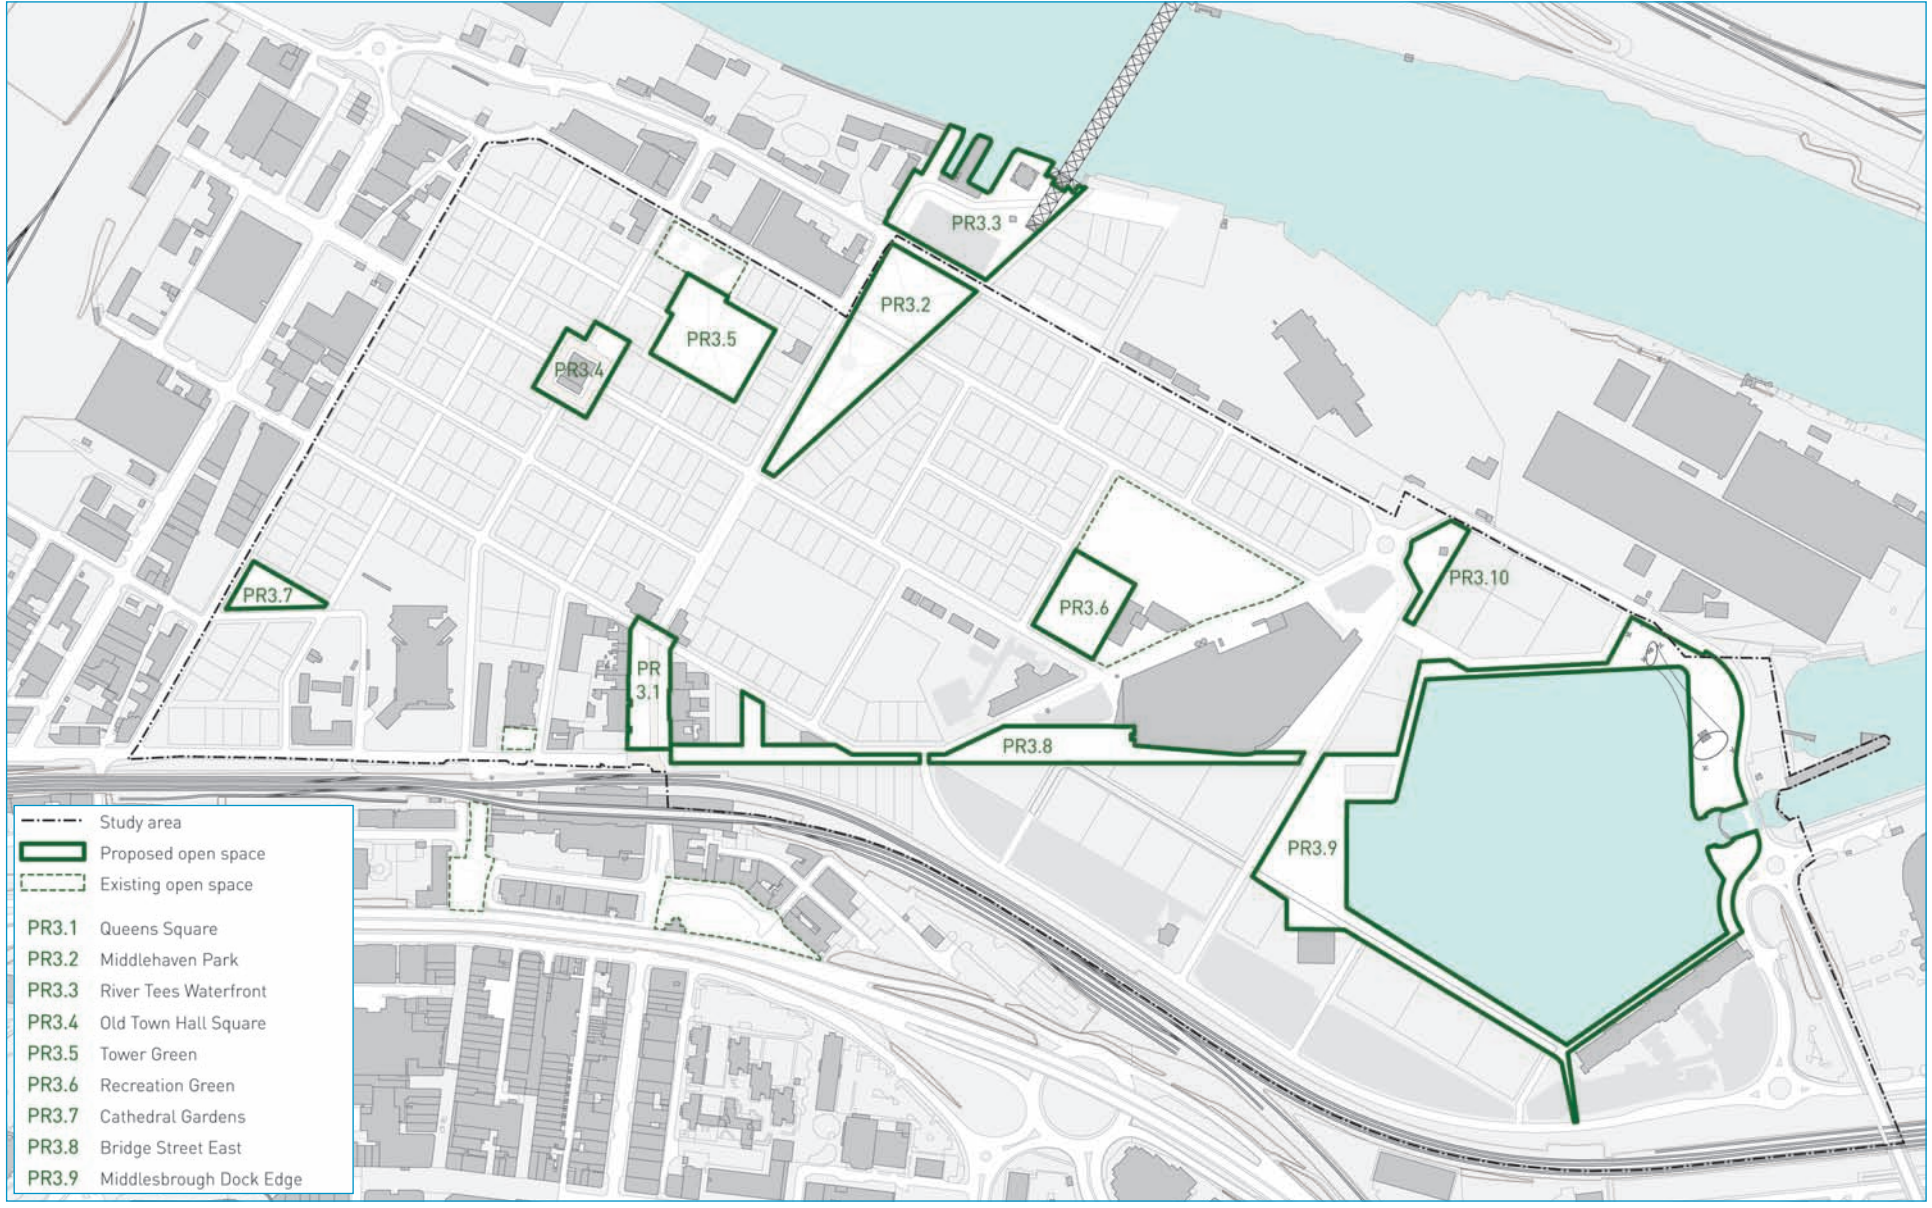 PR3.3
PR3.2
PR3.5
PR3.4
PR3.10
PR3.7
PR3.6
PR
3.1
PR3.8
PR3.9
Study area
Proposed open space
Existing open space
PR3.1 Queens Square
PR3.2 Middlehaven Park
PR3.3 River Tees Waterfront
PR3.4 Old Town Hall Square
PR3.5 Tower Green
PR3.6 Recreation Green
PR3.7 Cathedral Gardens
PR3.8 Bridge Street East
PR3.9 Middlesbrough Dock Edge